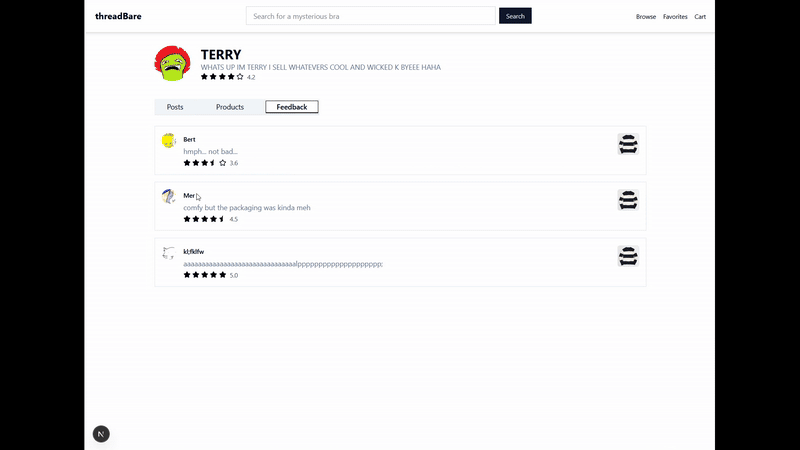 threadBare
Search for a mysterious bra
Search
Browse
Favorites
Cart
TERRY
WHATS UP IM TERRY I SELL WHATEVERS COOL AND WICKED K BYEEE HAHA
4.2
Posts
Products
Feedback
Bert
hmph... not bad...
3.6
Mer
comfy but the packaging was kinda meh
4.5
kl;fklfw
5.0
N